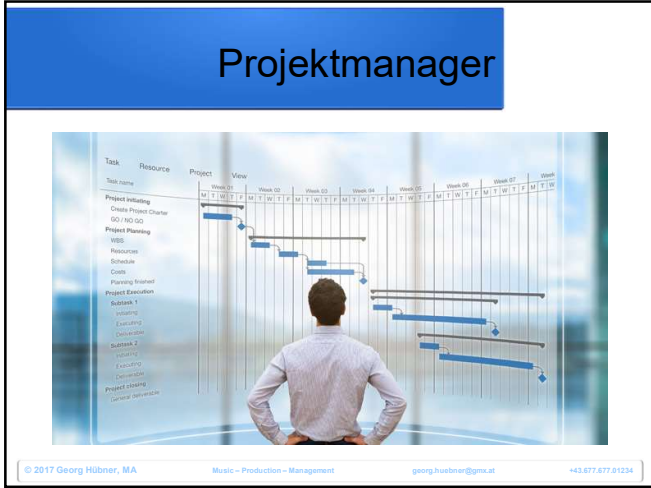 Projektmanager
Task Resource Project View
Task name
Week 01 Week 02 Week 03 Week 04 Week 05 Week 06 Week 07 Week
M T W T F M T W T F M T W T F M T W T F M T W T F M T W T F M T W T F M T W
Project initiating
Create Project Charter
GO / NO GO
Project Planning
WBS
Resources
Schedule
Costs
Planning finished
Project Execution
Subtask 1
Initiating
Executing
Deliverable
Subtask 2
Initiating
Executing
Deliverable
Project closing
General deliverable
© 2017 Georg Hübner, MA Music – Production – Management georg.huebner@gmx.at +43.677.677.01234